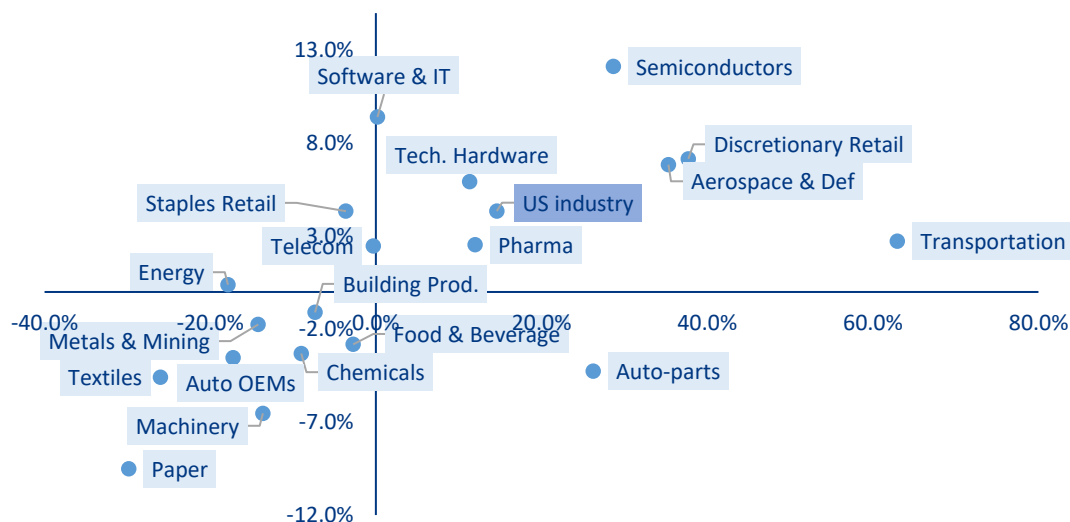 13.0%
Software & IT
Semiconductors
8.0%
Discretionary Retail
Tech. Hardware
Aerospace & Def
Staples Retail
US industry
3.0%
Telecom
Pharma
Transportation
Energy
Building Prod.
-40.0%
-20.0%
0.0%
20.0%
40.0%
60.0%
80.0%
-2.0%
Metals & Mining
Food & Beverage
Textiles
Auto OEMs
Chemicals
Auto-parts
Machinery
-7.0%
Paper
-12.0%